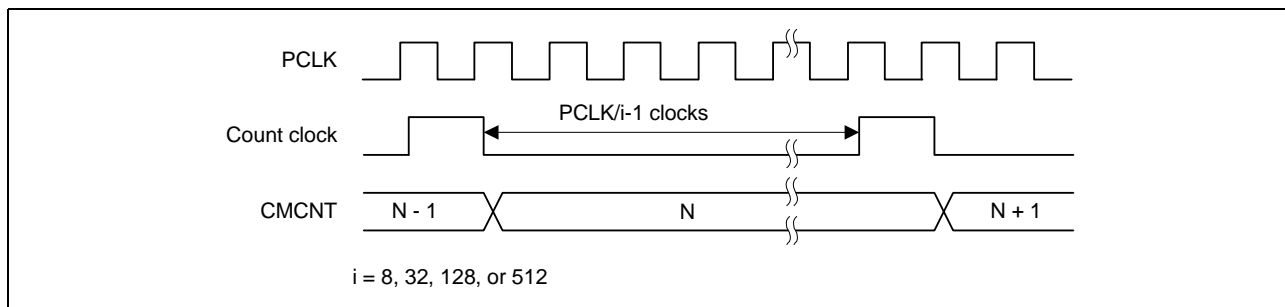 PCLK
PCLK/i-1 clocks
Count clock
CMCNT
N - 1
N
N + 1
i = 8, 32, 128, or 512